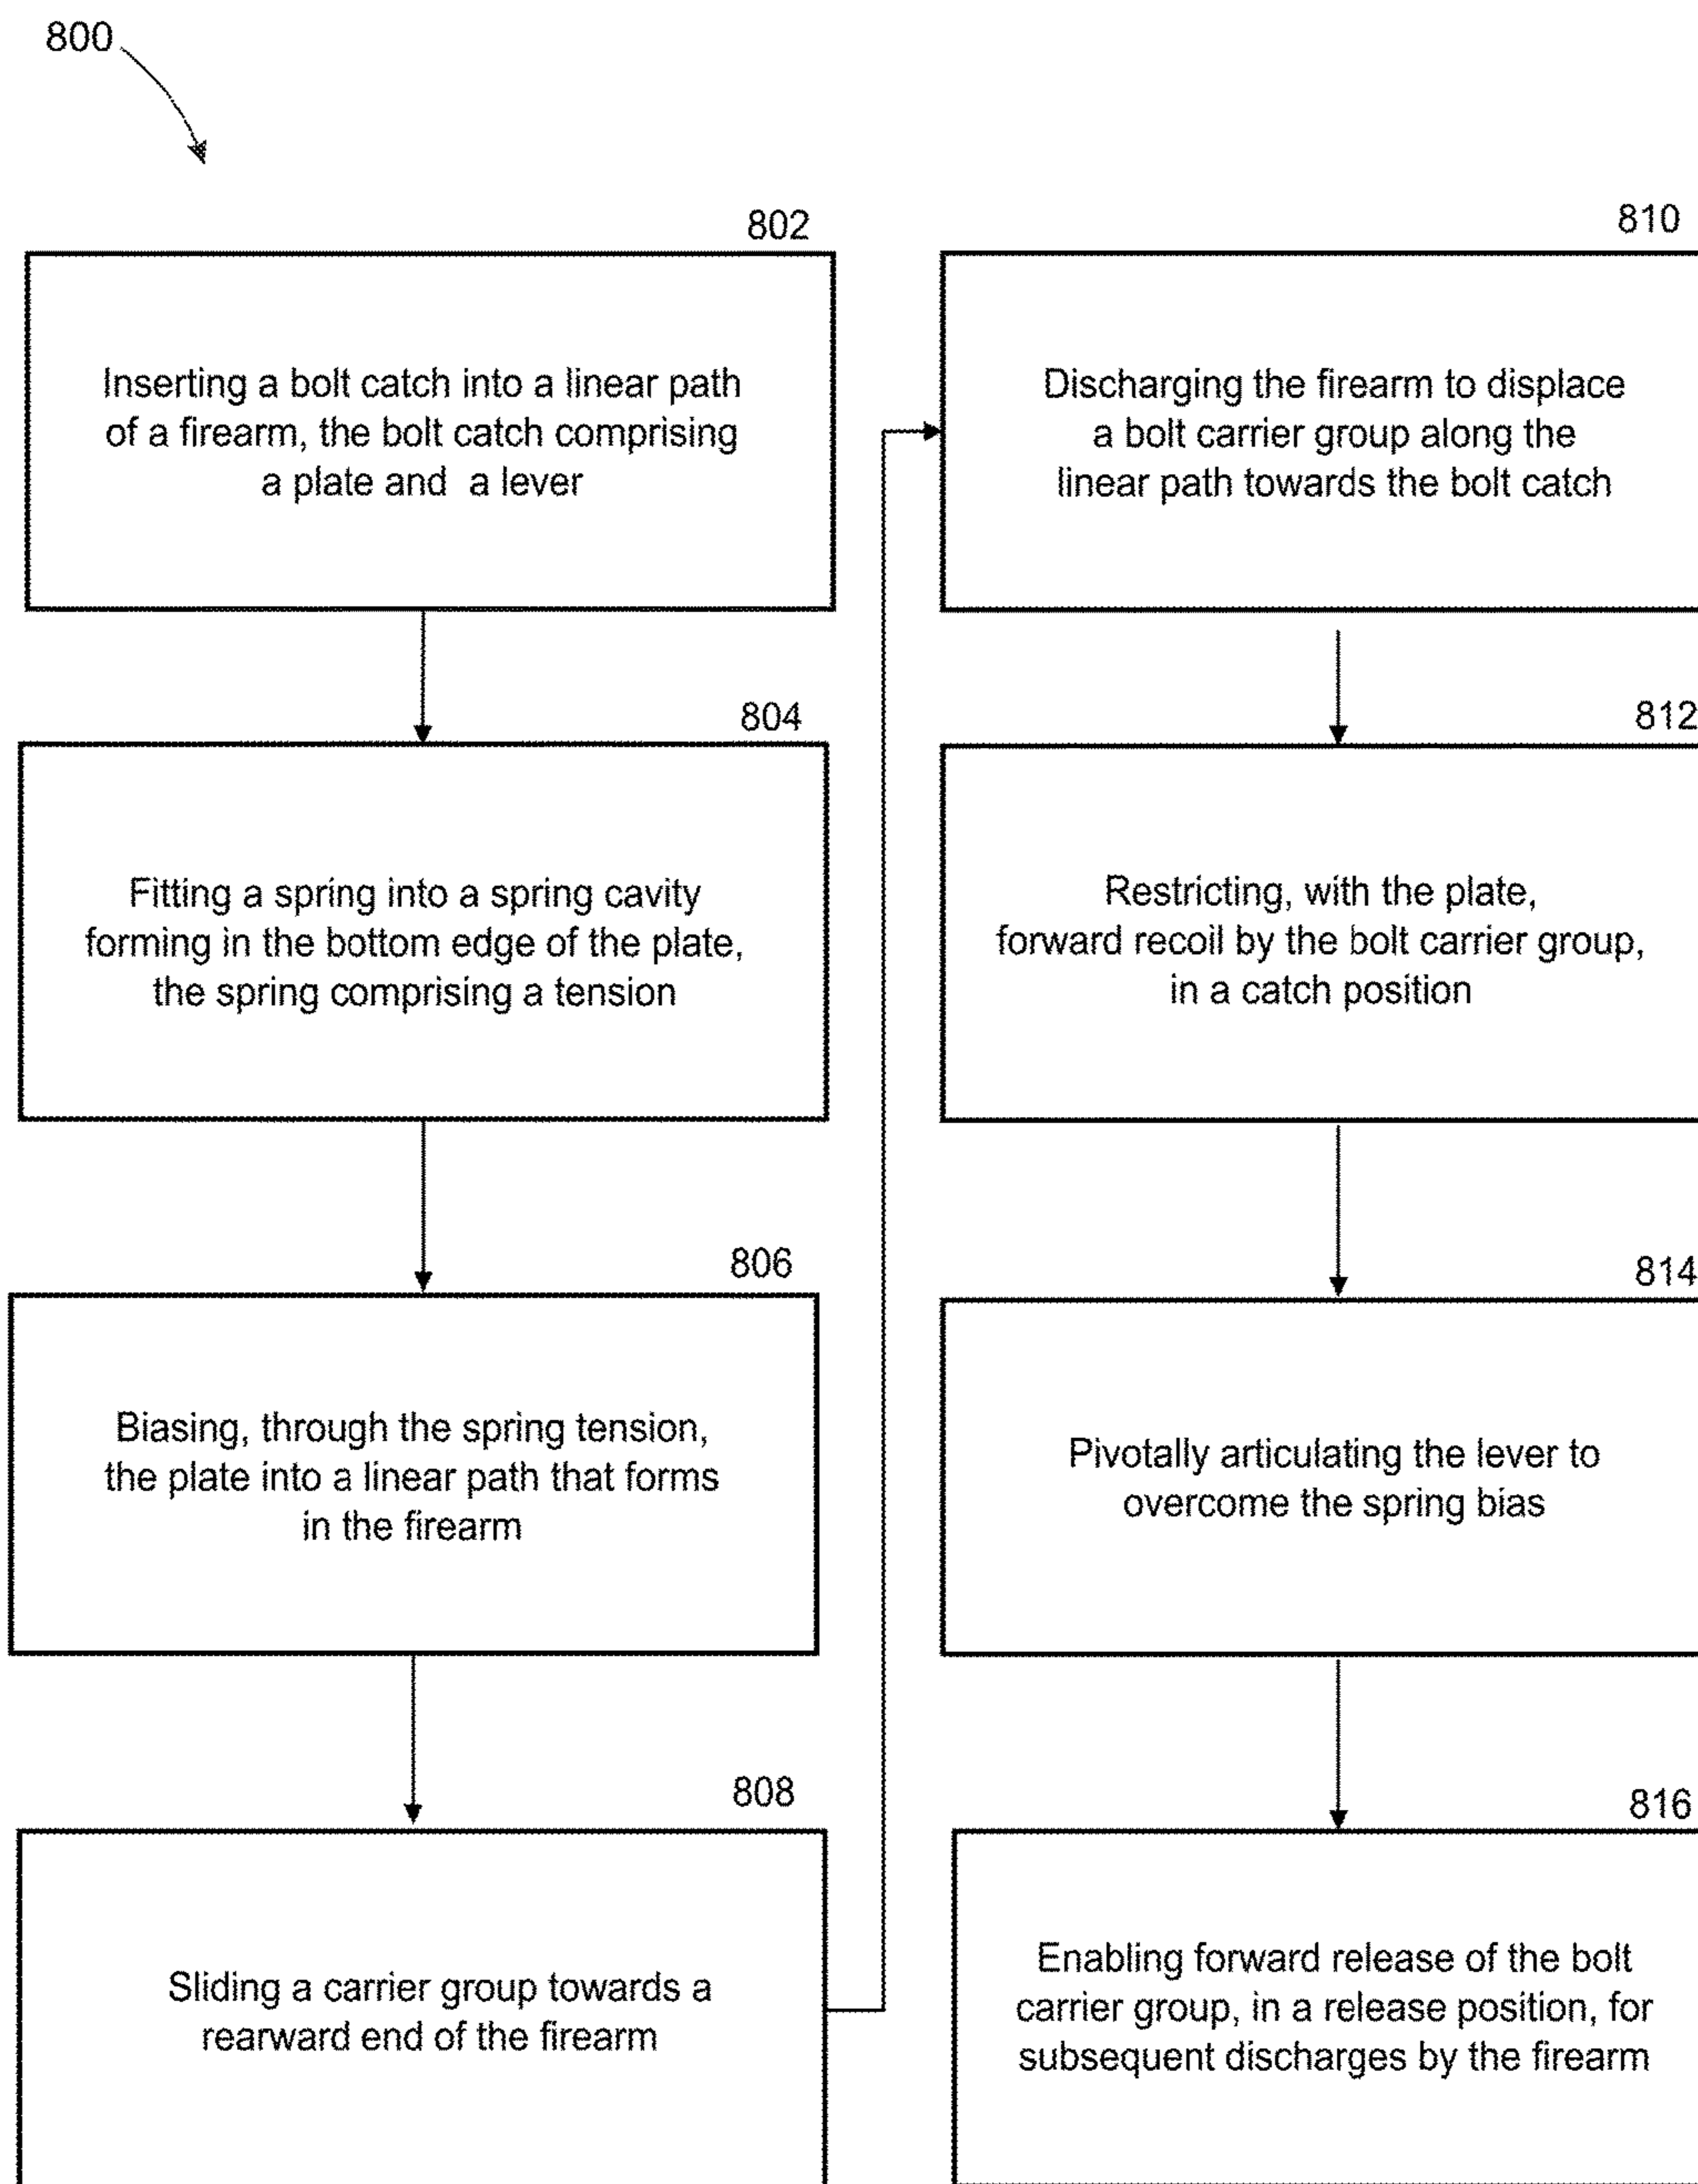 800
802
Inserting a bolt catch into a linear path
of a firearm, the bolt catch comprising
a plate and a lever
804
Fitting a spring into a spring cavity
forming in the bottom edge of the plate,
the spring comprising a tension
806
Biasing, through the spring tension,
the plate into a linear path that forms
in the firearm
808
Sliding a carrier group towards a
rearward end of the firearm
810
Discharging the firearm to displace
a bolt carrier group along the
linear path towards the bolt catch
812
Restricting, with the plate,
forward recoil by the bolt carrier group,
in a catch position
814
Pivotally articulating the lever to
overcome the spring bias
816
Enabling forward release of the bolt
carrier group, in a release position, for
subsequent discharges by the firearm